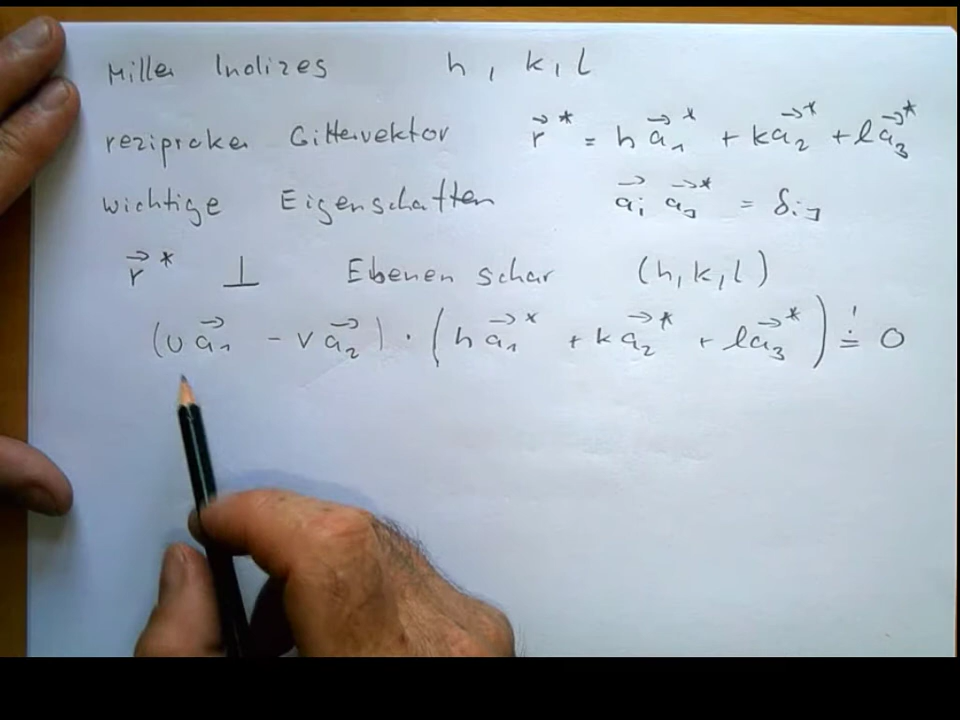 Miller Indizes h, k, l
reziproker Gittervektor r⃗* = h a⃗₁* + k a⃗₂* + l a⃗₃*
wichtige Eigenschaften a⃗ᵢ a⃗ⱼ* = δᵢⱼ
r⃗* ⊥ Ebenenschar (h, k, l)
(u a⃗₁ - v a⃗₂) · (h a⃗₁* + k a⃗₂* + l a⃗₃*) =! 0